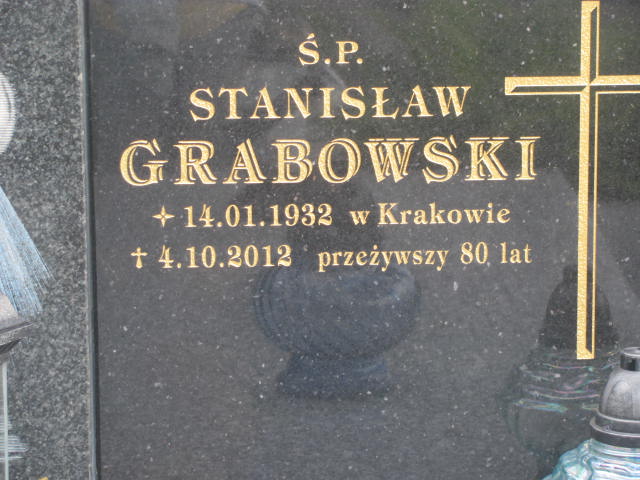 Ś.P.
STANISŁAW
GRABOWSKI
✦ 14.01.1932 w Krakowie
✝ 4.10.2012 przeżywszy 80 lat